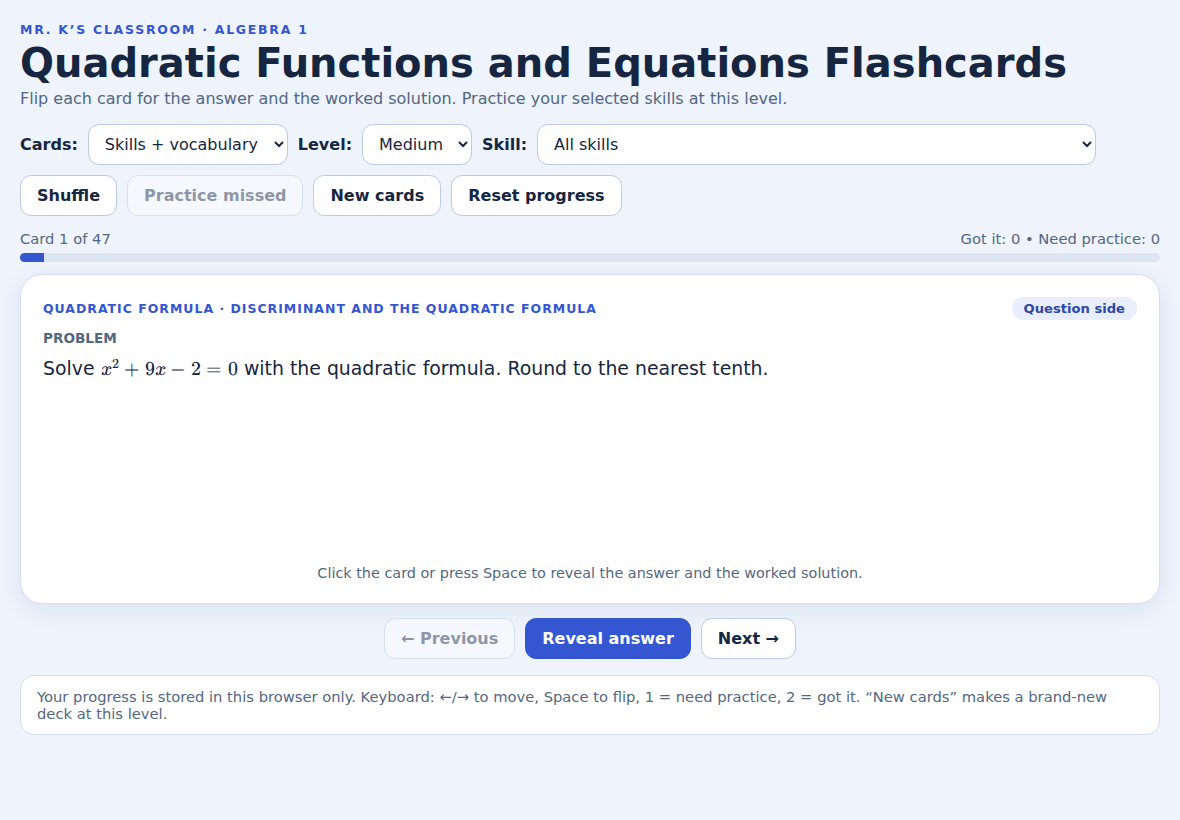 MR. K’S CLASSROOM · ALGEBRA 1
Quadratic Functions and Equations Flashcards
Flip each card for the answer and the worked solution. Practice your selected skills at this level.
Cards: Skills + vocabulary Level: Medium Skill: All skills
Shuffle Practice missed New cards Reset progress
Card 1 of 47 Got it: 0 • Need practice: 0
QUADRATIC FORMULA · DISCRIMINANT AND THE QUADRATIC FORMULA Question side
PROBLEM
Solve x² + 9x − 2 = 0 with the quadratic formula. Round to the nearest tenth.
Click the card or press Space to reveal the answer and the worked solution.
← Previous Reveal answer Next →
Your progress is stored in this browser only. Keyboard: ←/→ to move, Space to flip, 1 = need practice, 2 = got it. “New cards” makes a brand-new
deck at this level.